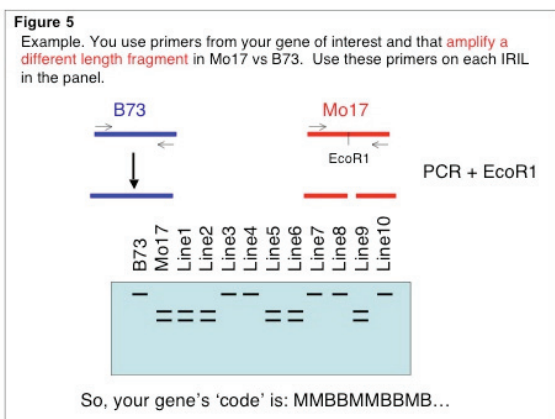 Figure 5
Example. You use primers from your gene of interest and that amplify a
different length fragment in Mo17 vs B73. Use these primers on each IRIL
in the panel.
B73
Mo17
EcoR1
PCR + EcoR1
B73
Mo17
Line1
Line2
Line3
Line4
Line5
Line6
Line7
Line8
Line9
Line10
So, your gene's 'code' is: MMBBMMBBMB...